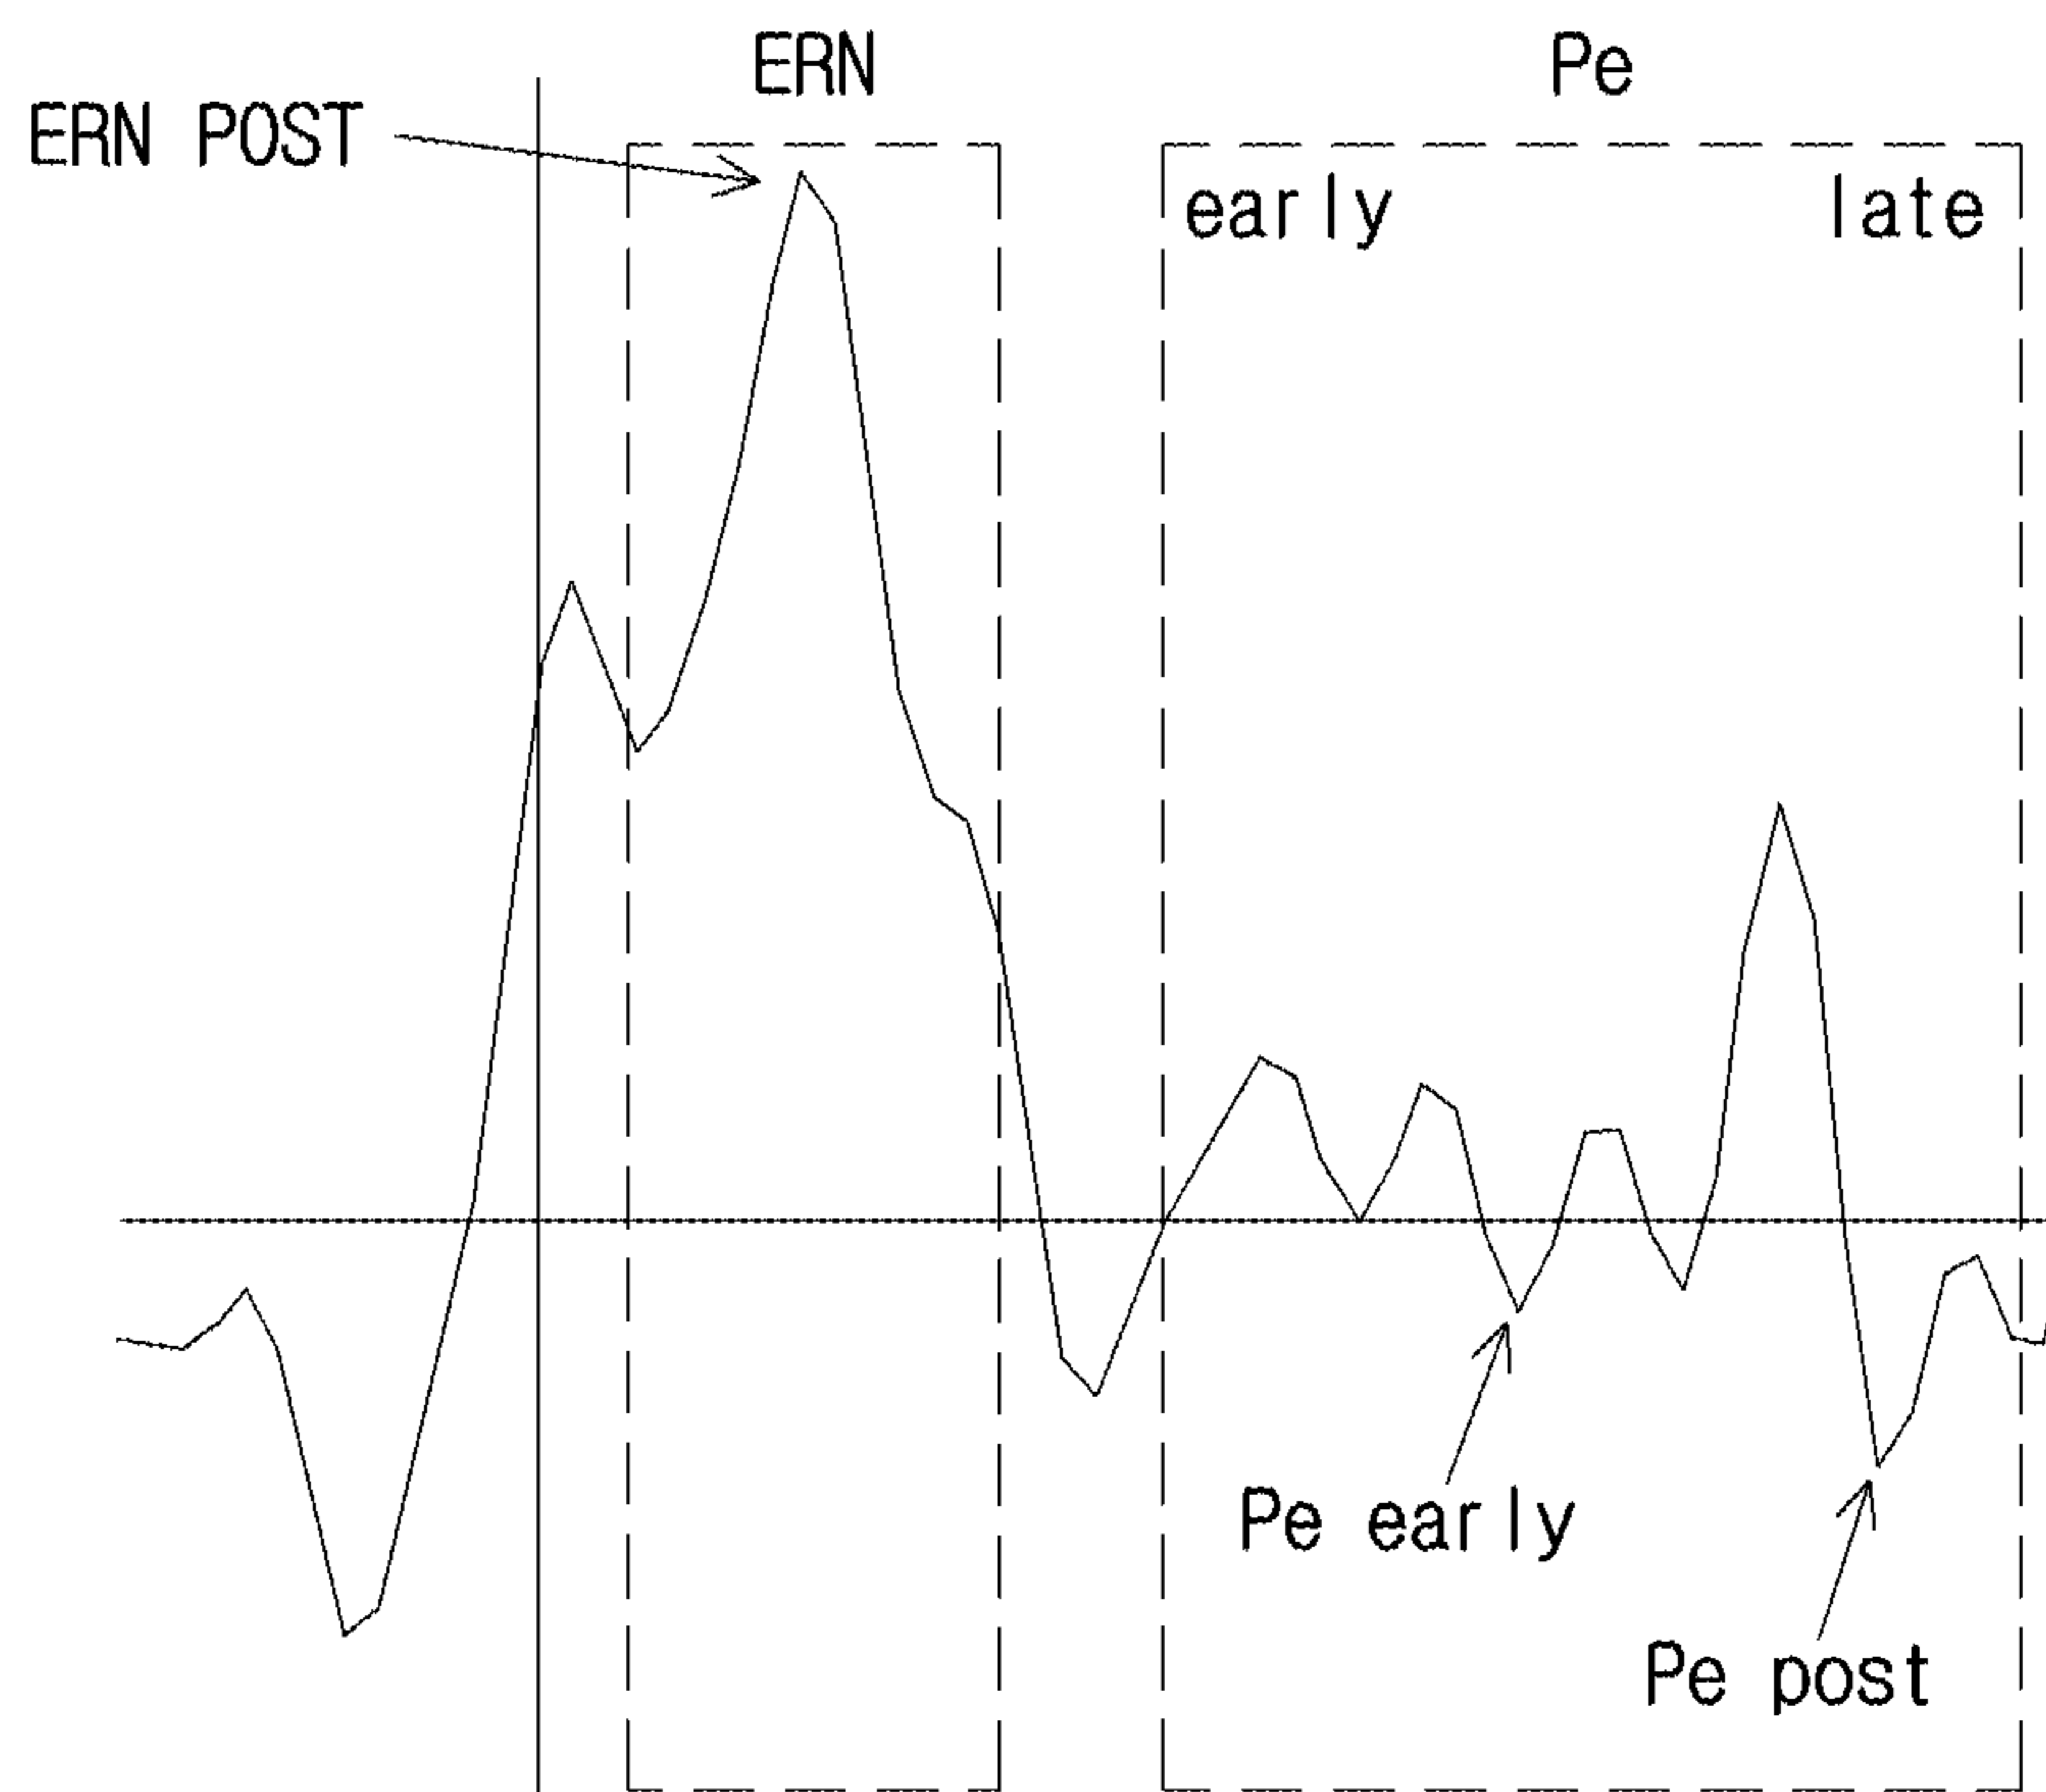 ERN
Pe
ERN POST
early
late
Pe early
Pe post